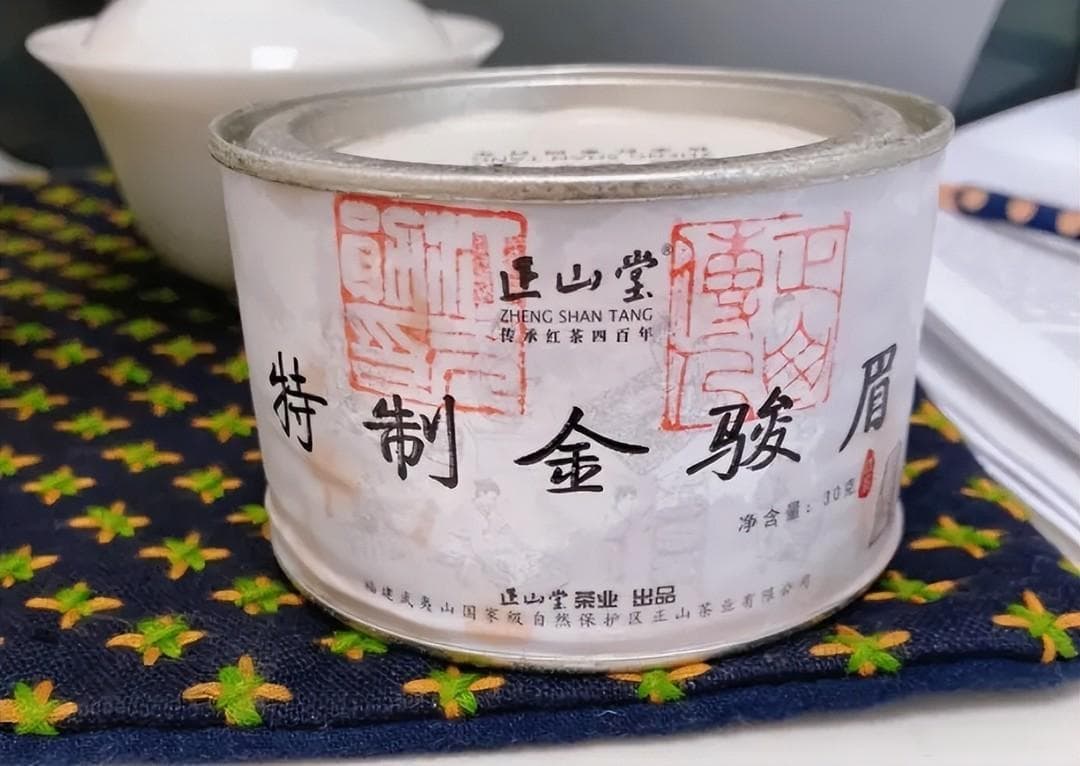 正山堂®
ZHENG SHAN TANG
传承红茶四百年
特制金骏眉
净含量：30克
正山堂茶业 出品
福建武夷山国家级自然保护区正山茶业有限公司